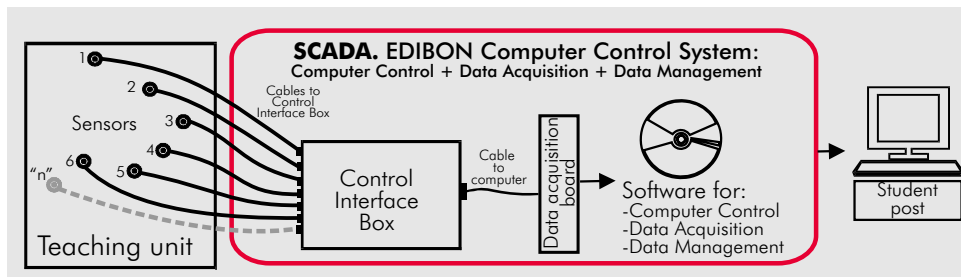 SCADA. EDIBON Computer Control System:
Computer Control + Data Acquisition + Data Management
1
2
3
4
5
6
"n"
Sensors
Teaching unit
Cables to
Control
Interface Box
Control
Interface
Box
Cable
to
computer
Data acquisition
board
Software for:
-Computer Control
-Data Acquisition
-Data Management
Student
post